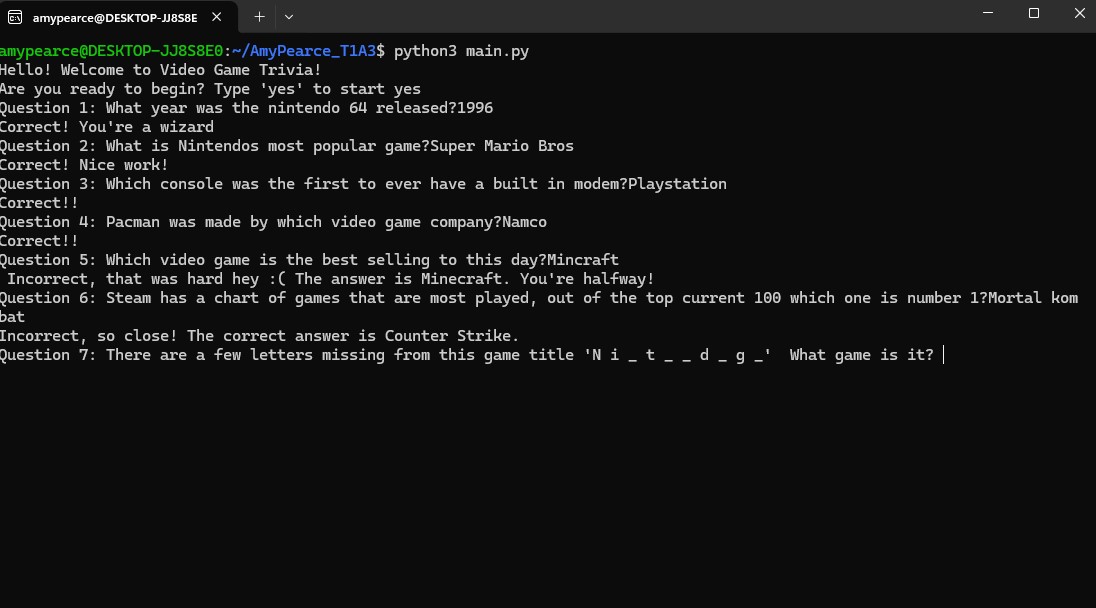 amypearce@DESKTOP-JJ8S8E
amypearce@DESKTOP-JJ8S8E0:~/AmyPearce_T1A3$ python3 main.py
Hello! Welcome to Video Game Trivia!
Are you ready to begin? Type 'yes' to start yes
Question 1: What year was the nintendo 64 released?1996
Correct! You're a wizard
Question 2: What is Nintendos most popular game?Super Mario Bros
Correct! Nice work!
Question 3: Which console was the first to ever have a built in modem?Playstation
Correct!!
Question 4: Pacman was made by which video game company?Namco
Correct!!
Question 5: Which video game is the best selling to this day?Mincraft
 Incorrect, that was hard hey :( The answer is Minecraft. You're halfway!
Question 6: Steam has a chart of games that are most played, out of the top current 100 which one is number 1?Mortal kom
bat
Incorrect, so close! The correct answer is Counter Strike.
Question 7: There are a few letters missing from this game title 'N i _ t _ _ d _ g _'  What game is it?